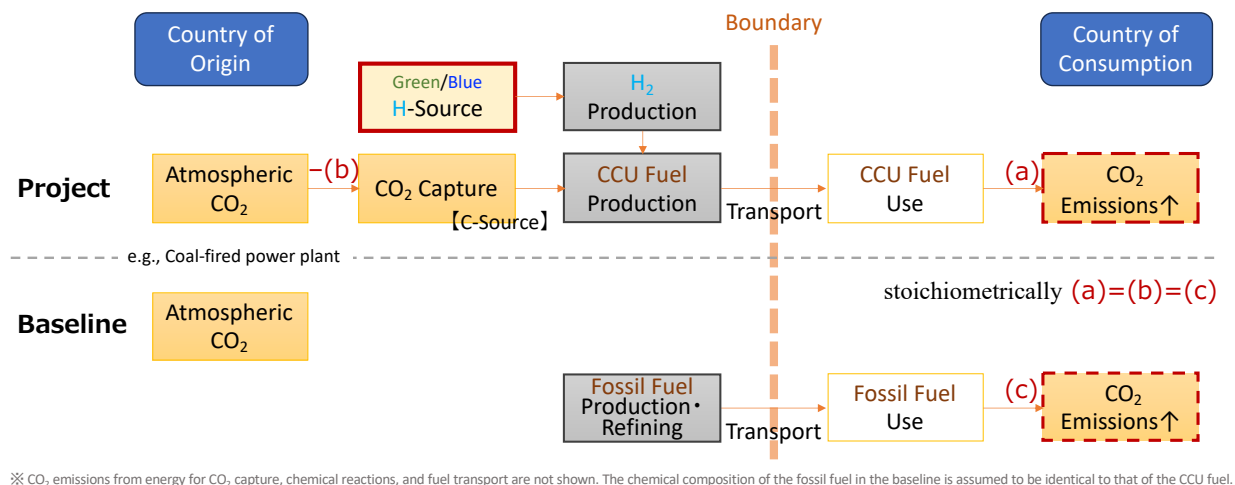 Country of
Origin
Boundary
Country of
Consumption
Green/Blue
H-Source
H₂
Production
Project
Atmospheric
CO₂
−(b)
CO₂ Capture
【C-Source】
CCU Fuel
Production
Transport
CCU Fuel
Use
(a)
CO₂
Emissions↑
e.g., Coal-fired power plant
stoichiometrically (a)=(b)=(c)
Baseline
Atmospheric
CO₂
Fossil Fuel
Production・
Refining
Transport
Fossil Fuel
Use
(c)
CO₂
Emissions↑
※ CO₂ emissions from energy for CO₂ capture, chemical reactions, and fuel transport are not shown. The chemical composition of the fossil fuel in the baseline is assumed to be identical to that of the CCU fuel.